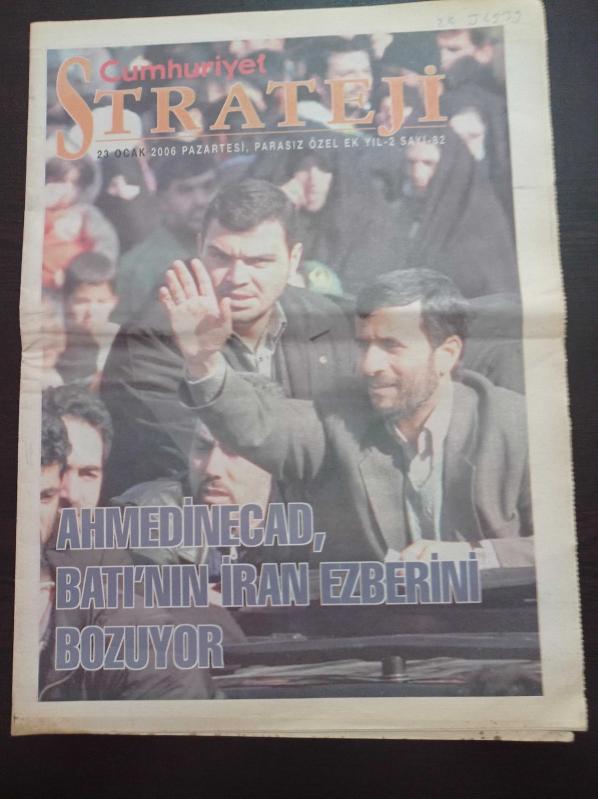 Cumhuriyet
STRATEJİ
23 OCAK 2006 PAZARTESİ, PARASIZ ÖZEL EK YIL-2 SAYI-82
AHMEDİNECAD,
BATI'NIN İRAN EZBERİNİ
BOZUYOR